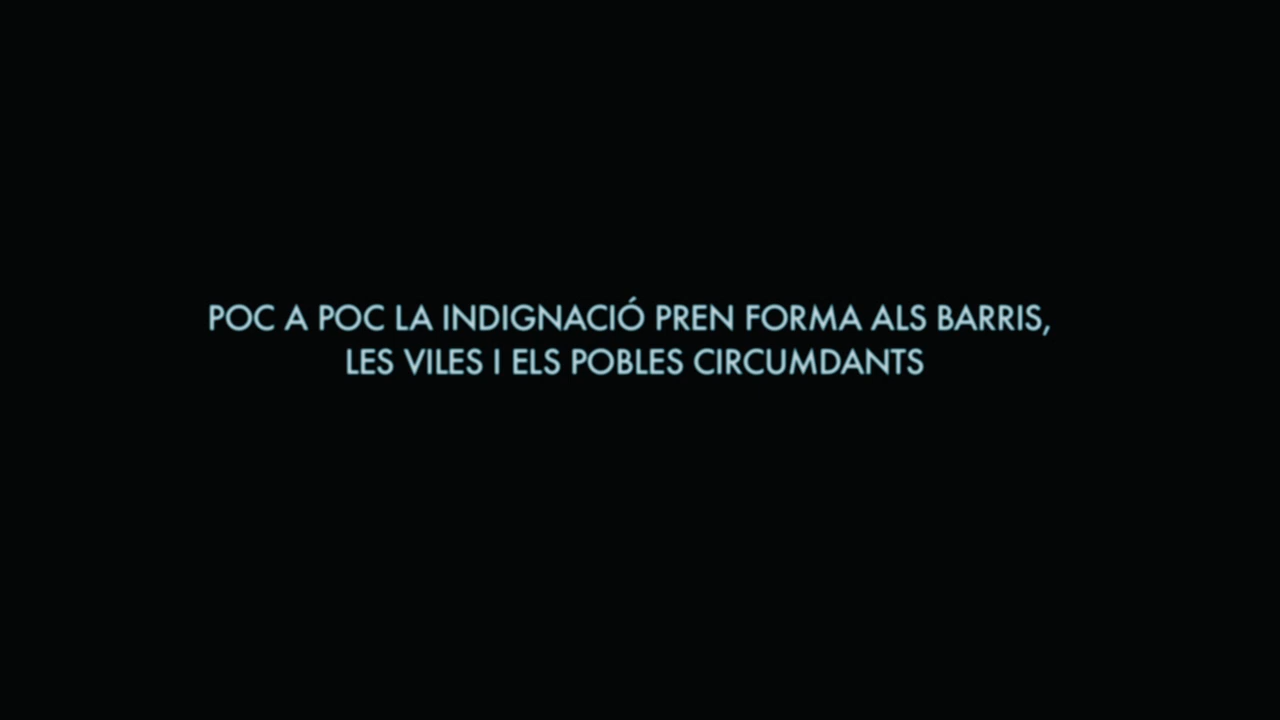 POC A POC LA INDIGNACIÓ PREN FORMA ALS BARRIS,
LES VILES I ELS POBLES CIRCUMDANTS